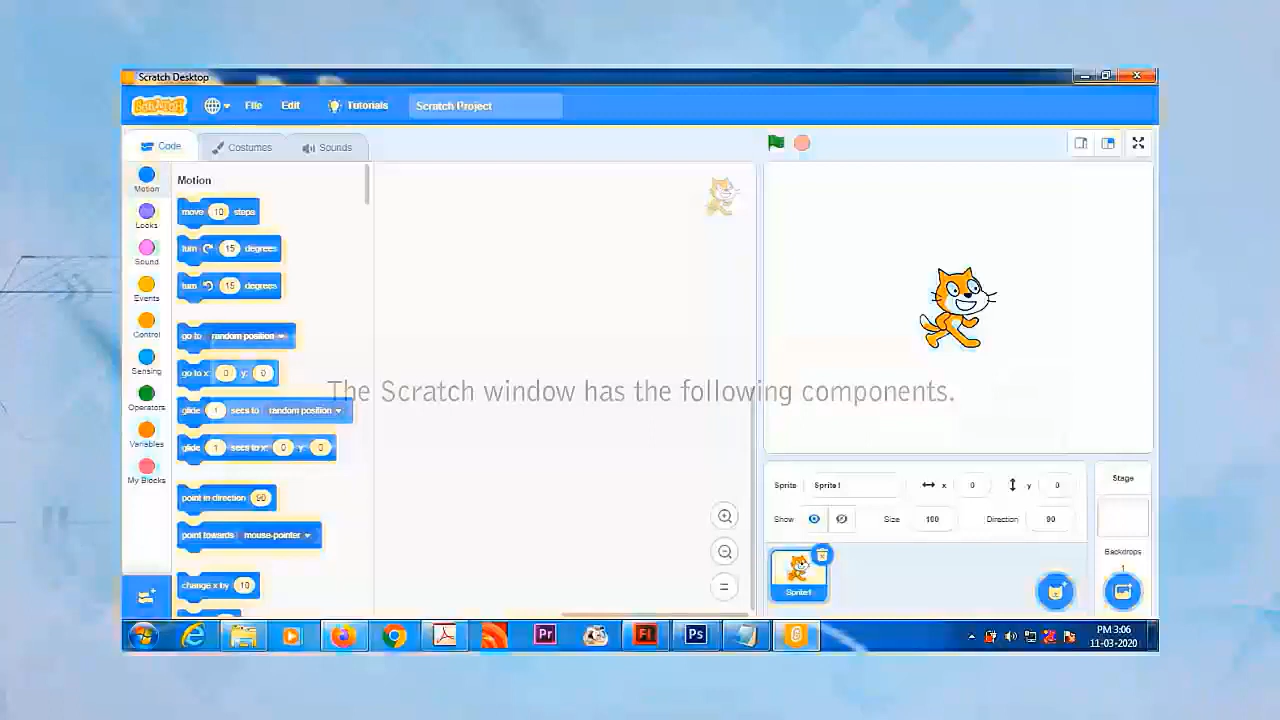 Scratch Desktop
SCRATCH
File Edit Tutorials Scratch Project
Code Costumes Sounds
Motion
Looks
Sound
Events
Control
Sensing
Operators
Variables
My Blocks
Motion
move 10 steps
turn 15 degrees
turn 15 degrees
go to random position
go to x: 0 y: 0
glide 1 secs to random position
glide 1 secs to x: 0 y: 0
point in direction 90
point towards mouse-pointer
change x by 10
The Scratch window has the following components.
Sprite Sprite1 x 0 y 0
Show Size 100 Direction 90
Sprite1
Stage
Backdrops
1
Pr
Fl
Ps
PM 3:06
11-03-2020